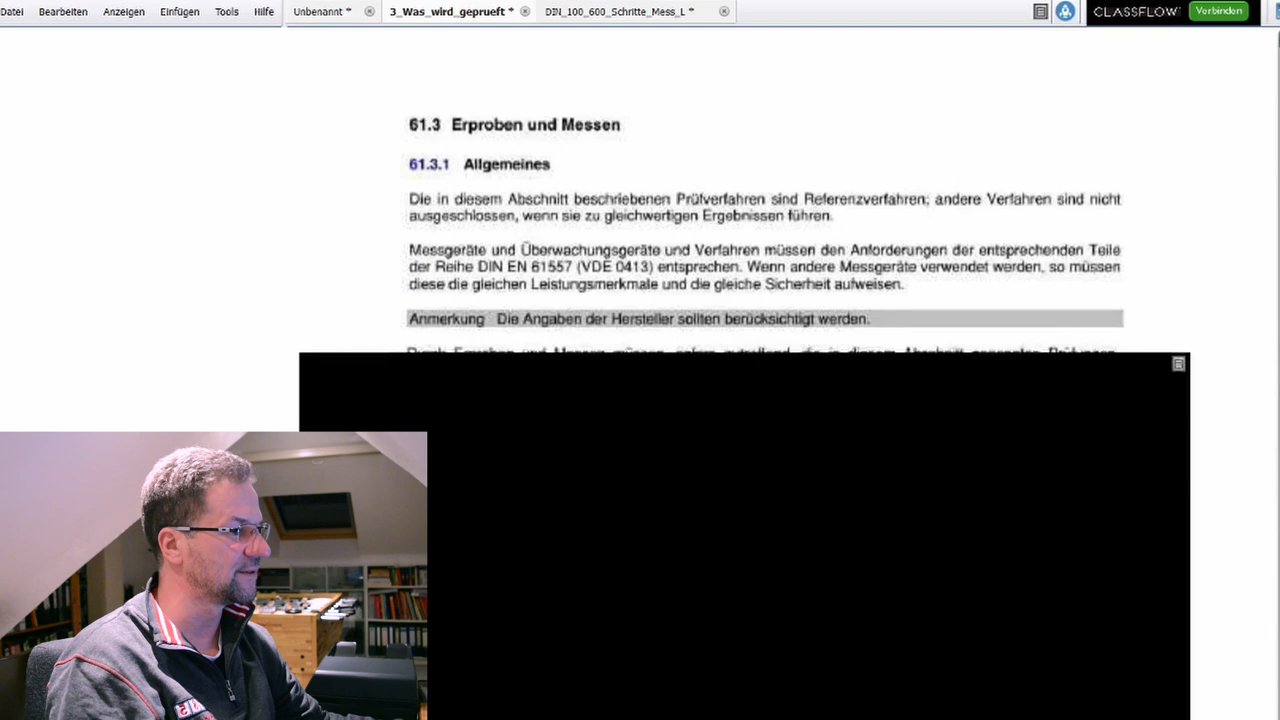 Datei Bearbeiten Anzeigen Einfügen Tools Hilfe Unbenannt * 3_Was_wird_geprueft * DIN_100_600_Schritte_Mess_L * CLASSFLOW Verbinden
61.3 Erproben und Messen
61.3.1 Allgemeines
Die in diesem Abschnitt beschriebenen Prüfverfahren sind Referenzverfahren; andere Verfahren sind nicht
ausgeschlossen, wenn sie zu gleichwertigen Ergebnissen führen.
Messgeräte und Überwachungsgeräte und Verfahren müssen den Anforderungen der entsprechenden Teile
der Reihe DIN EN 61557 (VDE 0413) entsprechen. Wenn andere Messgeräte verwendet werden, so müssen
diese die gleichen Leistungsmerkmale und die gleiche Sicherheit aufweisen.
Anmerkung Die Angaben der Hersteller sollten berücksichtigt werden.